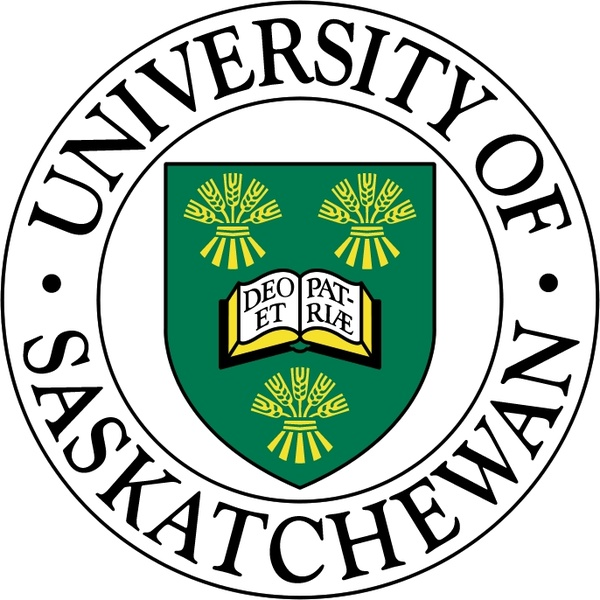 UNIVERSITY OF
DEO
ET
PAT-
RIÆ
SASKATCHEWAN